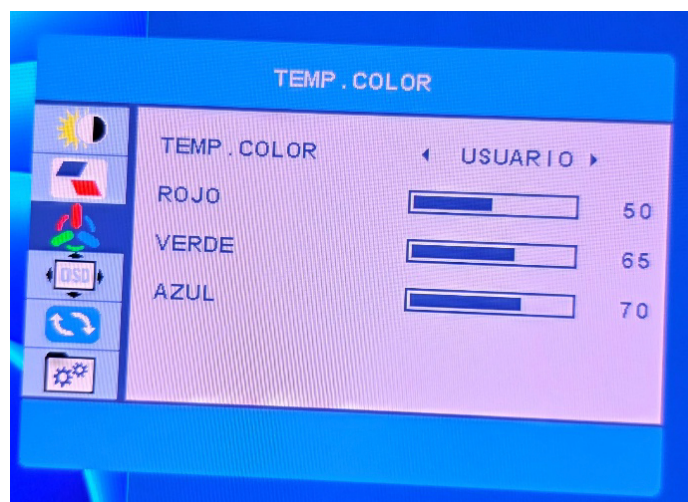 TEMP.COLOR
TEMP.COLOR USUARIO
ROJO 50
VERDE 65
AZUL 70
OSD